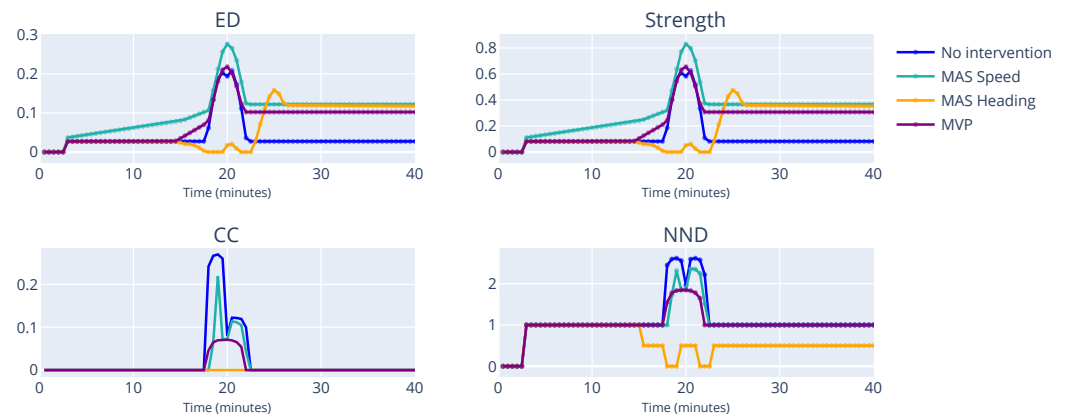 ED
0.3
0.2
0.1
0
0 10 20 30 40
Time (minutes)
Strength
0.8
0.6
0.4
0.2
0
0 10 20 30 40
Time (minutes)
No intervention
MAS Speed
MAS Heading
MVP
CC
0.2
0.1
0
0 10 20 30 40
Time (minutes)
NND
2
1
0
0 10 20 30 40
Time (minutes)